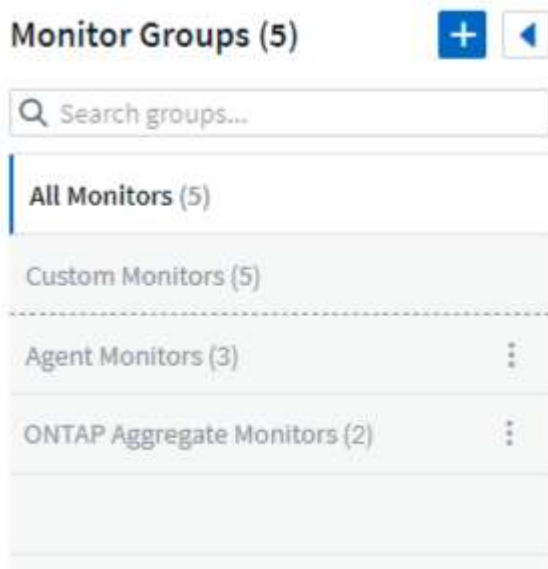 Monitor Groups (5)
Search groups...
All Monitors (5)
Custom Monitors (5)
Agent Monitors (3)
ONTAP Aggregate Monitors (2)